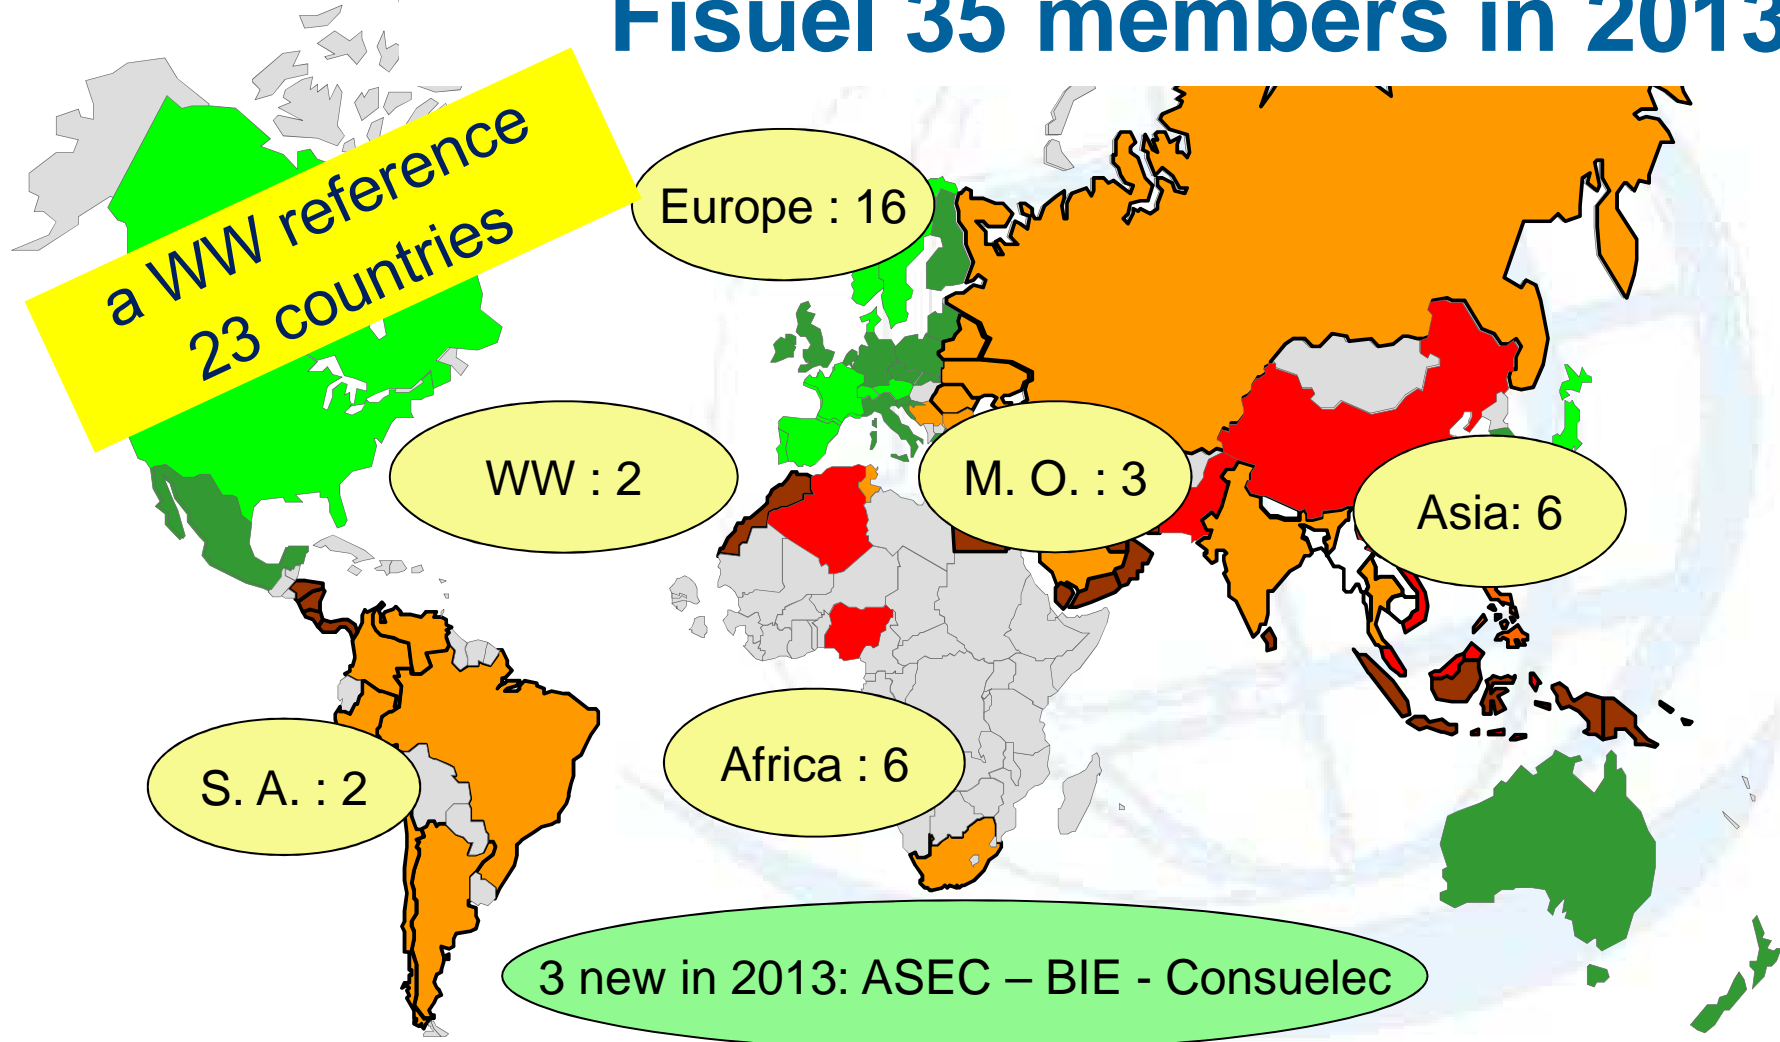 Fisuel 35 members in 2013
a WW reference
23 countries
Europe : 16
WW : 2
M. O. : 3
Asia: 6
S. A. : 2
Africa : 6
3 new in 2013: ASEC – BIE - Consuelec